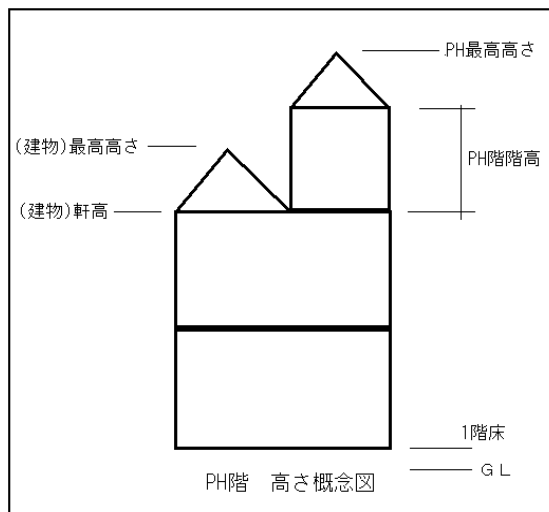 PH最高高さ
(建物)最高高さ
PH階階高
(建物)軒高
1階床
GL
PH階　高さ概念図